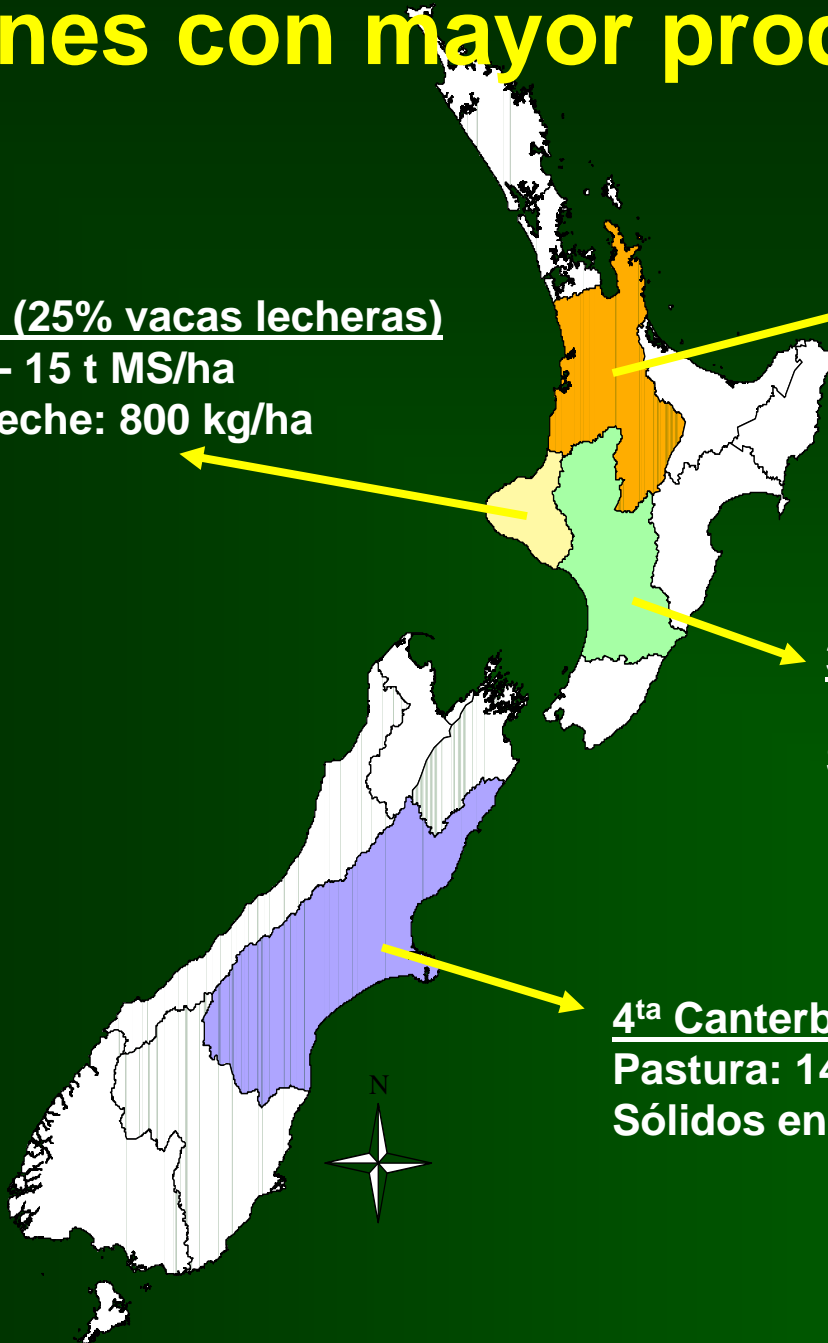 nes con mayor proc
(25% vacas lecheras)
- 15 t MS/ha
eche: 800 kg/ha
4ta Canterb
Pastura: 14
Sólidos en
N